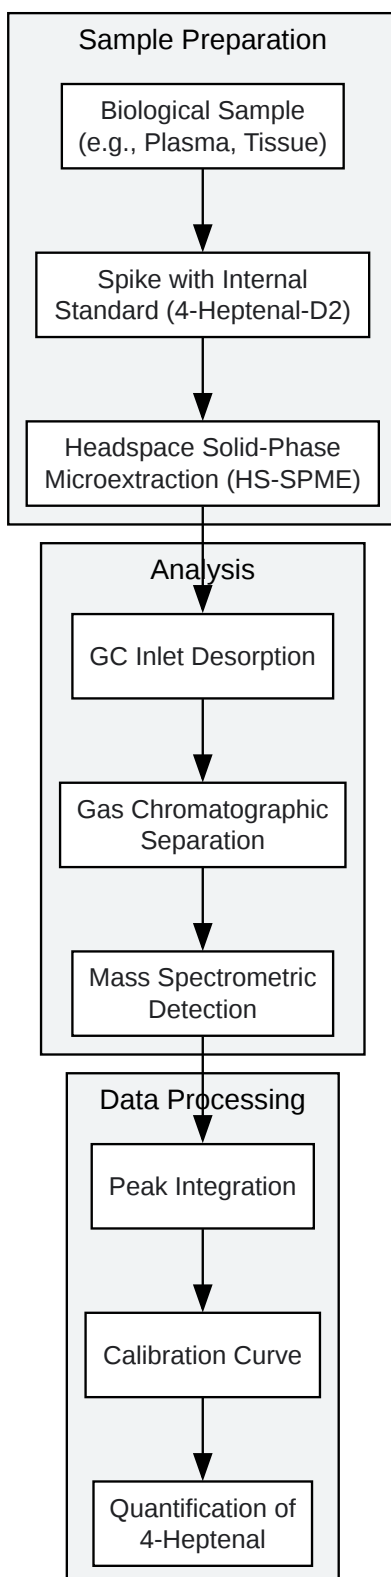 Sample Preparation
Biological Sample
(e.g., Plasma, Tissue)
Spike with Internal
Standard (4-Heptenal-D2)
Headspace Solid-Phase
Microextraction (HS-SPME)
Analysis
GC Inlet Desorption
Gas Chromatographic
Separation
Mass Spectrometric
Detection
Data Processing
Peak Integration
Calibration Curve
Quantification of
4-Heptenal